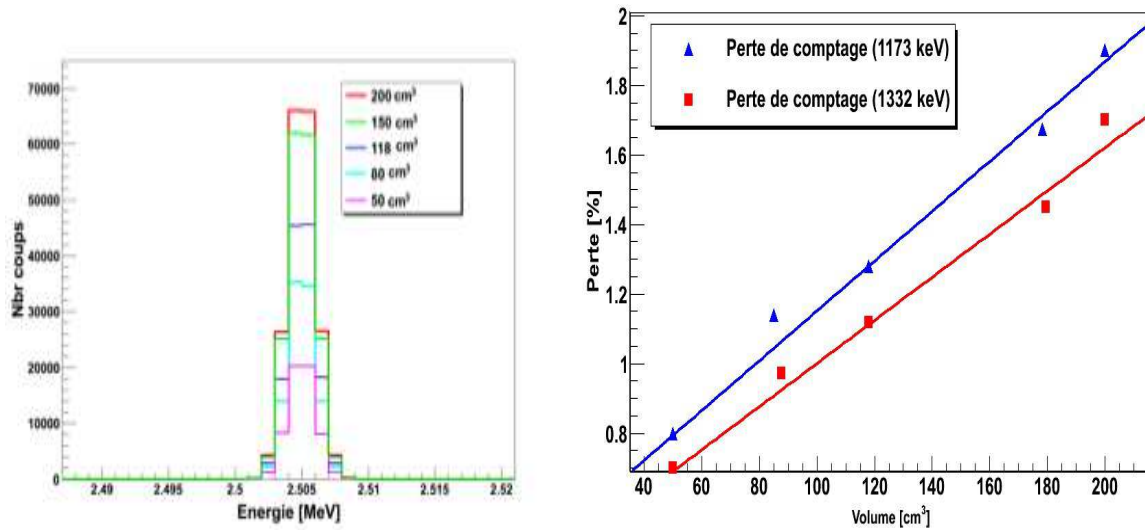 70000
60000
50000
40000
30000
20000
10000
0
Nbr coups
200 cm³
150 cm³
118 cm³
80 cm³
50 cm³
2.49 2.495 2.5 2.505 2.51 2.515 2.52
Energie [MeV]
2
1.8
1.6
1.4
1.2
1
0.8
Perte [%]
Perte de comptage (1173 keV)
Perte de comptage (1332 keV)
40 60 80 100 120 140 160 180 200
Volume [cm³]